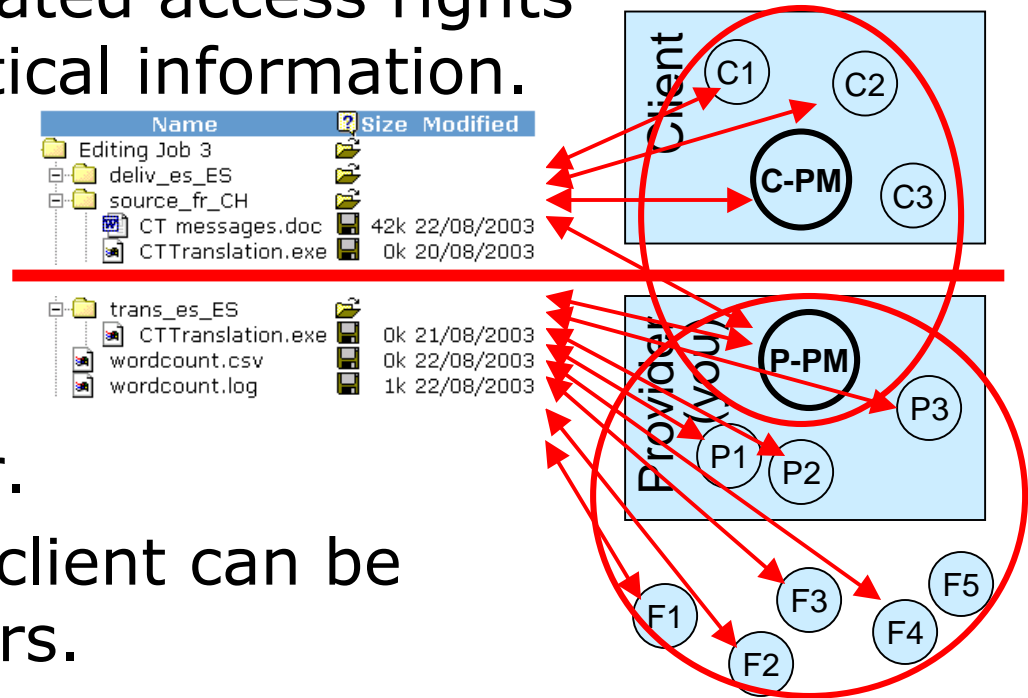 ated access rights
tical information.
Name ? Size Modified
Editing Job 3
deliv_es_ES
source_fr_CH
CT messages.doc 42k 22/08/2003
CTTranslation.exe 0k 20/08/2003
trans_es_ES
CTTranslation.exe 0k 21/08/2003
wordcount.csv 0k 22/08/2003
wordcount.log 1k 22/08/2003
r.
client can be
rs.
Client
C1
C2
C-PM
C3
Provider
(you)
P-PM
P3
P1
P2
F1
F2
F3
F4
F5